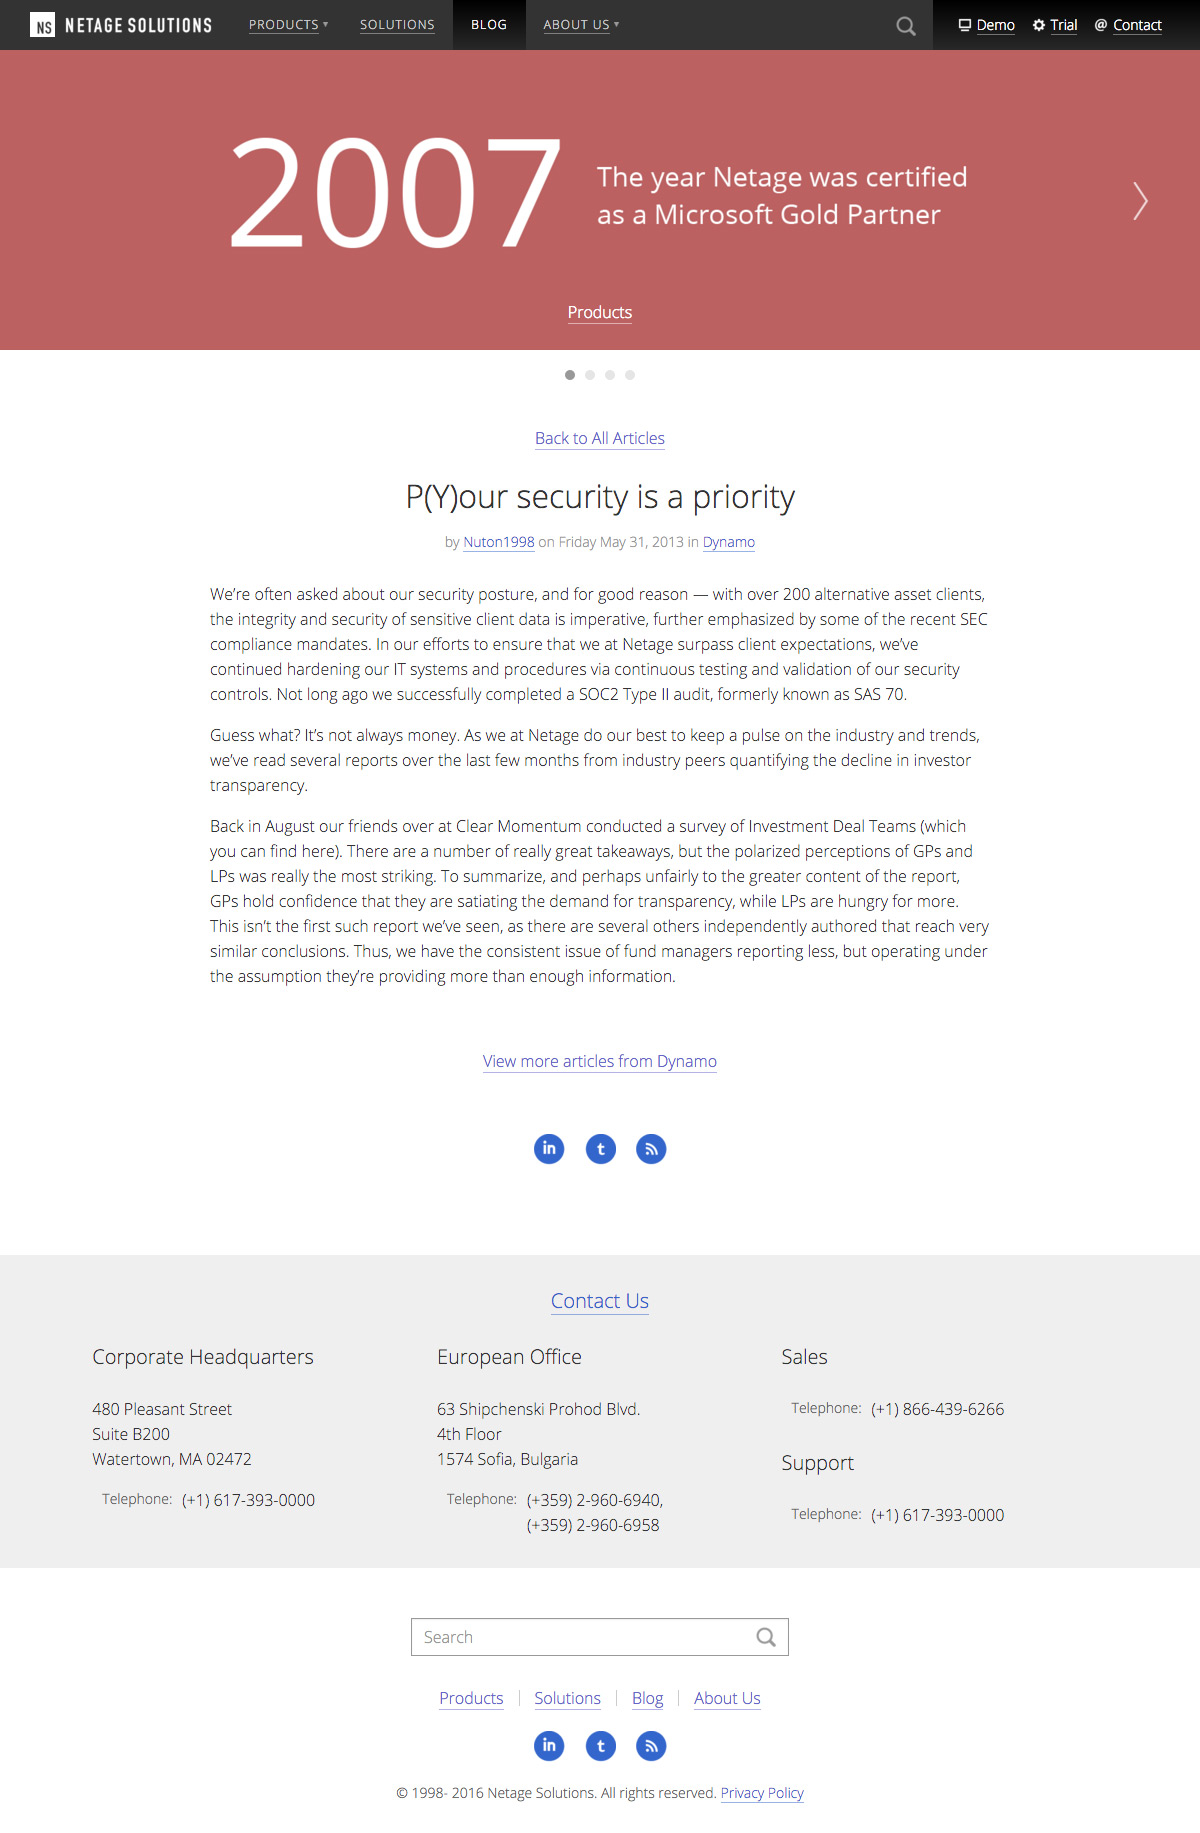 NS NETAGE SOLUTIONS PRODUCTS ▾ SOLUTIONS BLOG ABOUT US ▾ Demo Trial @ Contact
2007 The year Netage was certified
as a Microsoft Gold Partner
Products
Back to All Articles
P(Y)our security is a priority
by Nuton1998 on Friday May 31, 2013 in Dynamo
We’re often asked about our security posture, and for good reason — with over 200 alternative asset clients,
the integrity and security of sensitive client data is imperative, further emphasized by some of the recent SEC
compliance mandates. In our efforts to ensure that we at Netage surpass client expectations, we’ve
continued hardening our IT systems and procedures via continuous testing and validation of our security
controls. Not long ago we successfully completed a SOC2 Type II audit, formerly known as SAS 70.
Guess what? It’s not always money. As we at Netage do our best to keep a pulse on the industry and trends,
we’ve read several reports over the last few months from industry peers quantifying the decline in investor
transparency.
Back in August our friends over at Clear Momentum conducted a survey of Investment Deal Teams (which
you can find here). There are a number of really great takeaways, but the polarized perceptions of GPs and
LPs was really the most striking. To summarize, and perhaps unfairly to the greater content of the report,
GPs hold confidence that they are satiating the demand for transparency, while LPs are hungry for more.
This isn’t the first such report we’ve seen, as there are several others independently authored that reach very
similar conclusions. Thus, we have the consistent issue of fund managers reporting less, but operating under
the assumption they’re providing more than enough information.
View more articles from Dynamo
in t
Contact Us
Corporate Headquarters
480 Pleasant Street
Suite B200
Watertown, MA 02472
Telephone: (+1) 617-393-0000
European Office
63 Shipchenski Prohod Blvd.
4th Floor
1574 Sofia, Bulgaria
Telephone: (+359) 2-960-6940,
(+359) 2-960-6958
Sales
Telephone: (+1) 866-439-6266
Support
Telephone: (+1) 617-393-0000
Search
Products Solutions Blog About Us
in t
© 1998- 2016 Netage Solutions. All rights reserved. Privacy Policy